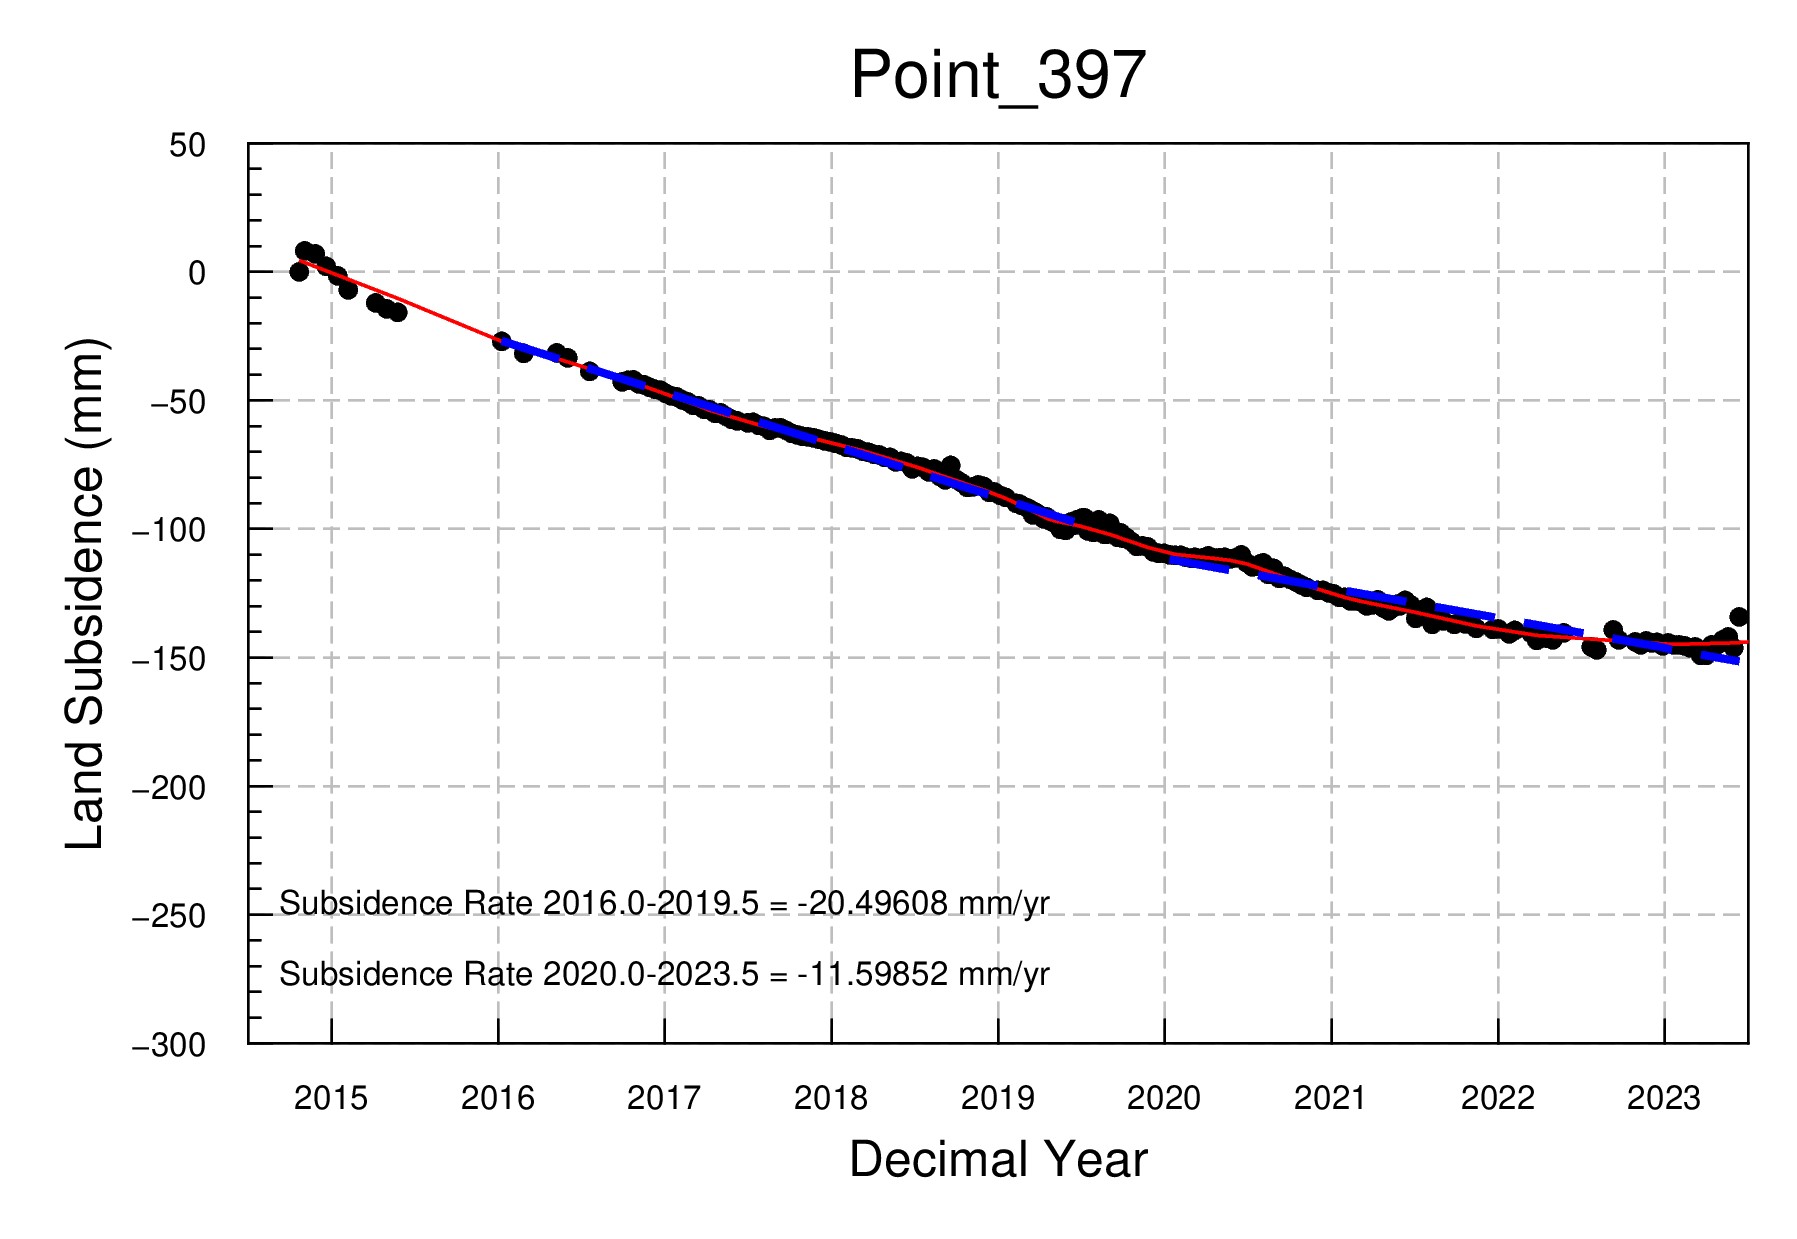 Point_397
50
0
−50
−100
−150
−200
−250
−300
Land Subsidence (mm)
Subsidence Rate 2016.0-2019.5 = -20.49608 mm/yr
Subsidence Rate 2020.0-2023.5 = -11.59852 mm/yr
2015 2016 2017 2018 2019 2020 2021 2022 2023
Decimal Year